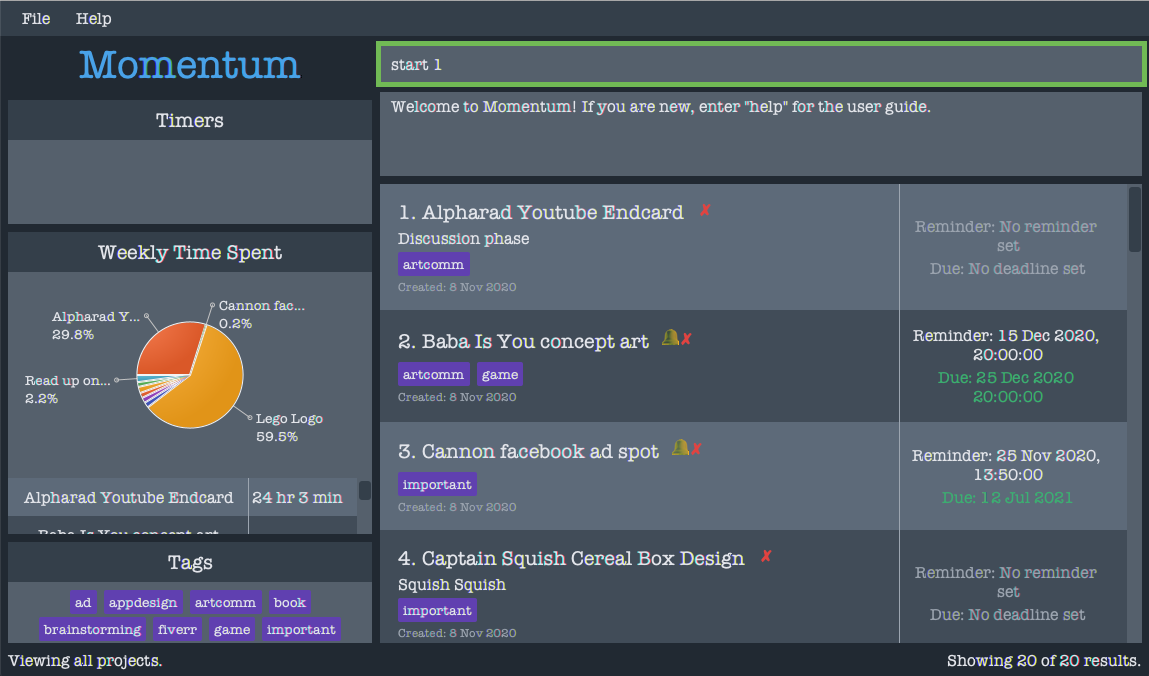 File Help
Momentum
start 1
Welcome to Momentum! If you are new, enter "help" for the user guide.
Timers
Weekly Time Spent
Alpharad Y...
29.8%
Cannon fac...
0.2%
Read up on...
2.2%
Lego Logo
59.5%
Alpharad Youtube Endcard 24 hr 3 min
Baba Is You concept art
Tags
ad appdesign artcomm book
brainstorming fiverr game important
1. Alpharad Youtube Endcard ✗
Discussion phase
artcomm
Created: 8 Nov 2020
Reminder: No reminder
set
Due: No deadline set
2. Baba Is You concept art 🔔✗
artcomm game
Created: 8 Nov 2020
Reminder: 15 Dec 2020,
20:00:00
Due: 25 Dec 2020
20:00:00
3. Cannon facebook ad spot 🔔✗
important
Created: 8 Nov 2020
Reminder: 25 Nov 2020,
13:50:00
Due: 12 Jul 2021
4. Captain Squish Cereal Box Design ✗
Squish Squish
important
Created: 8 Nov 2020
Reminder: No reminder
set
Due: No deadline set
Viewing all projects.
Showing 20 of 20 results.